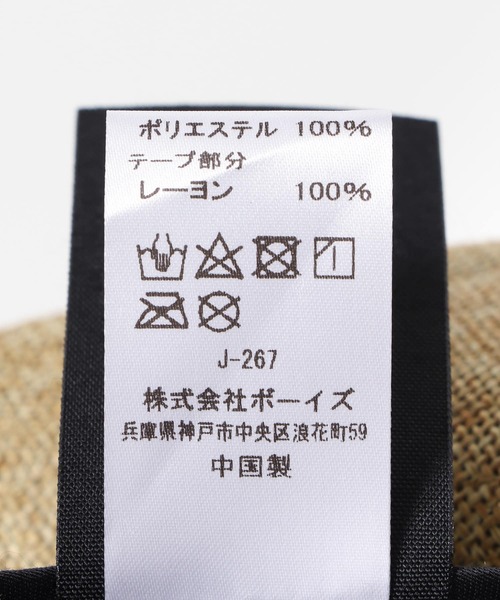 ポリエステル 100%
テープ部分
レーヨン 100%
J-267
株式会社ボーイズ
兵庫県神戸市中央区浪花町59
中国製